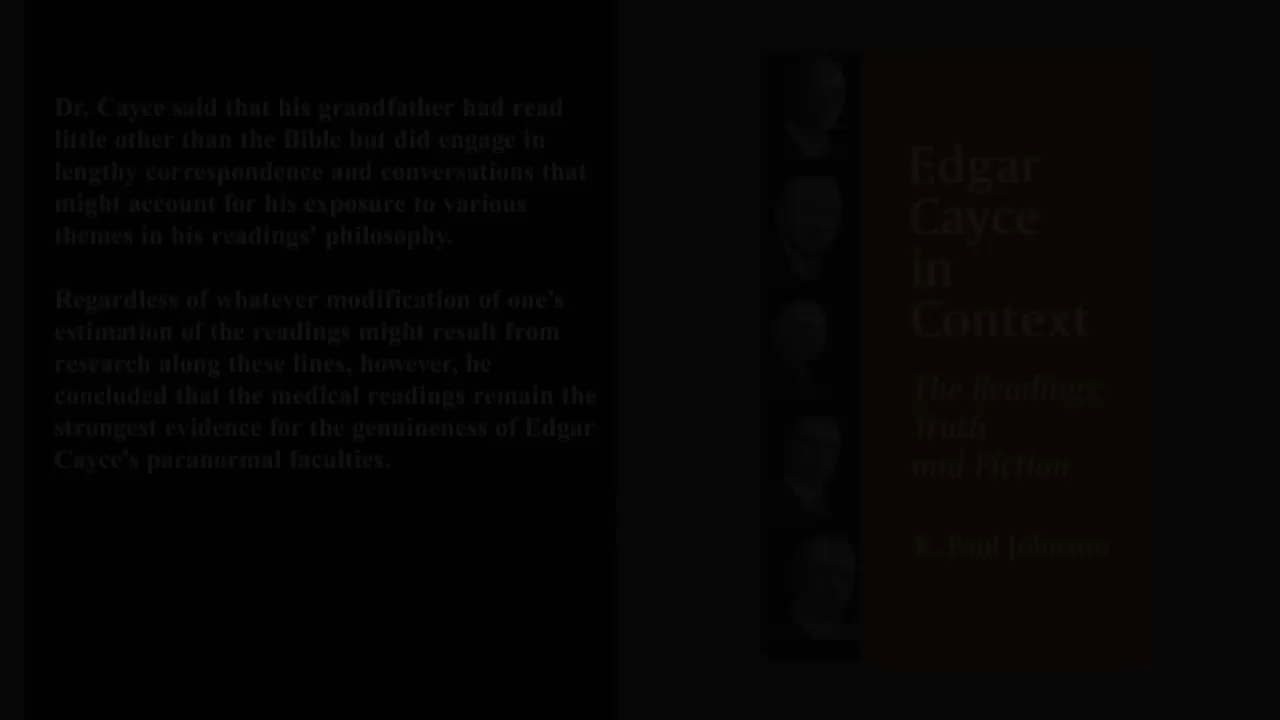 Dr. Cayce said that his grandfather had read
little other than the Bible but did engage in
lengthy correspondence and conversations that
might account for his exposure to various
themes in his readings' philosophy.
Regardless of whatever modification of one's
estimation of the readings might result from
research along these lines, however, he
concluded that the medical readings remain the
strongest evidence for the genuineness of Edgar
Cayce's paranormal faculties.
Edgar
Cayce
in
Context
The Readings:
Truth
and Fiction
K. Paul Johnson